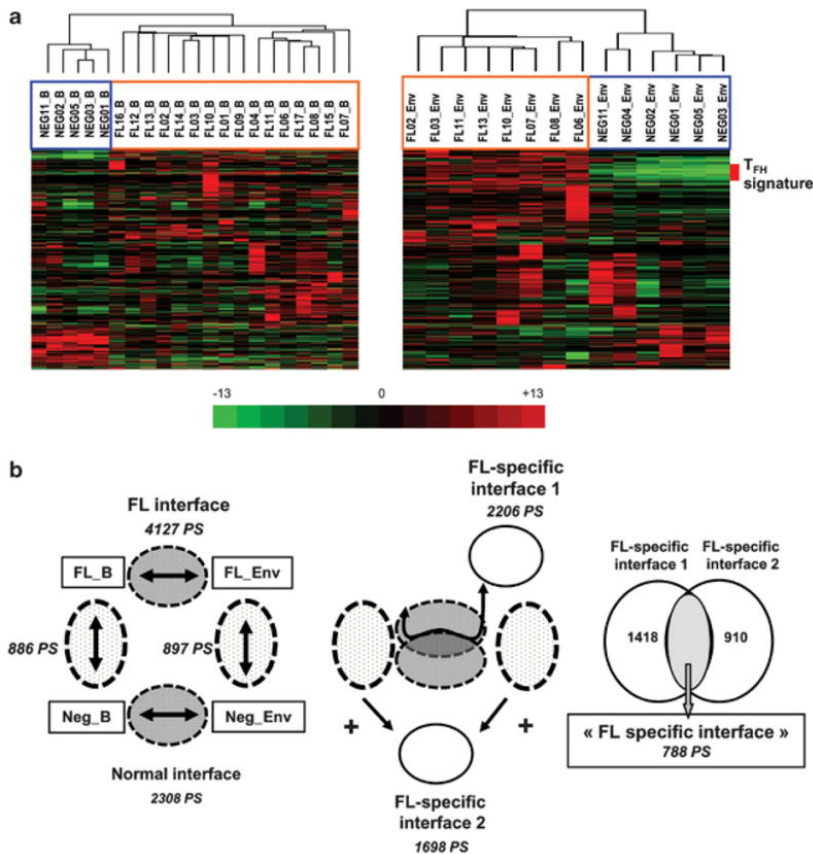 a
NEG11_B
NEG02_B
NEG05_B
NEG03_B
NEG01_B
FL16_B
FL12_B
FL13_B
FL02_B
FL14_B
FL03_B
FL10_B
FL01_B
FL09_B
FL04_B
FL11_B
FL06_B
FL17_B
FL08_B
FL15_B
FL07_B
FL02_Env
FL03_Env
FL11_Env
FL13_Env
FL10_Env
FL07_Env
FL08_Env
FL06_Env
NEG11_Env
NEG04_Env
NEG02_Env
NEG01_Env
NEG05_Env
NEG03_Env
TFH
signature
-13 0 +13
b
FL interface
4127 PS
FL_B
FL_Env
886 PS
897 PS
Neg_B
Neg_Env
Normal interface
2308 PS
FL-specific
interface 1
2206 PS
+
+
FL-specific
interface 2
1698 PS
FL-specific
interface 1
FL-specific
interface 2
1418
910
« FL specific interface »
788 PS